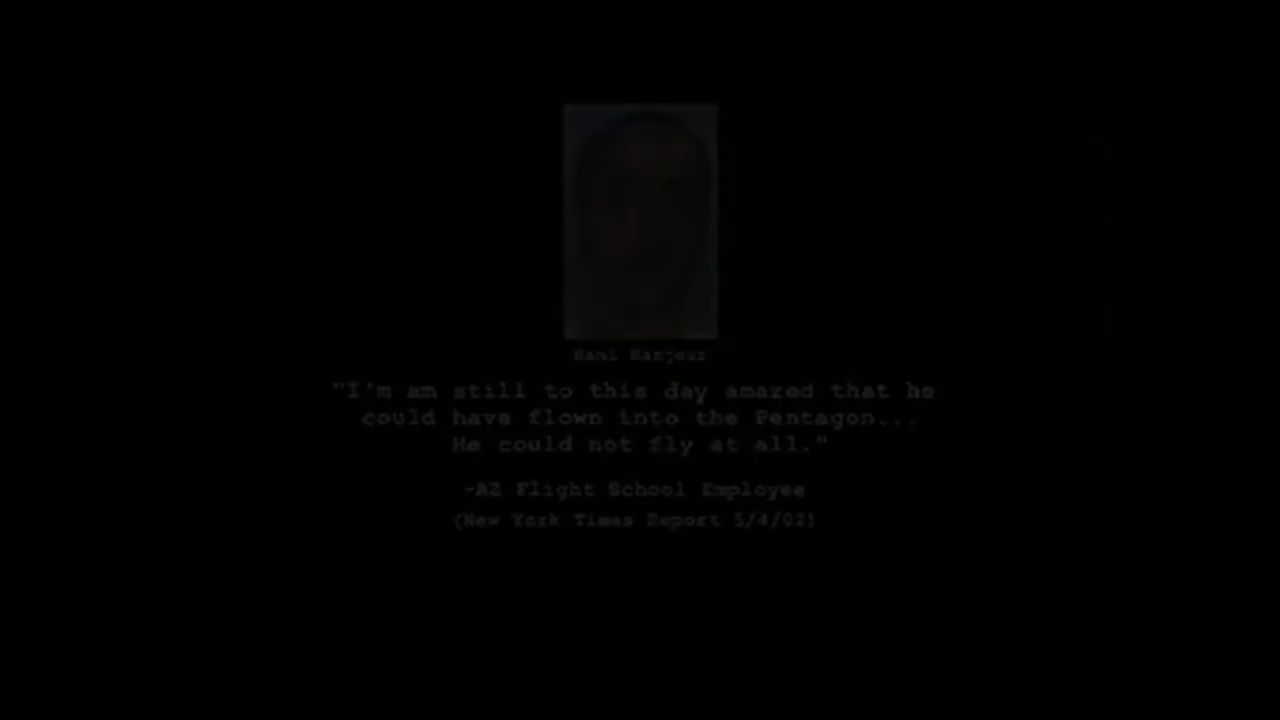 Hani Hanjour
"I'm am still to this day amazed that he
could have flown into the Pentagon...
He could not fly at all."
-AZ Flight School Employee
(New York Times Report 5/4/02)